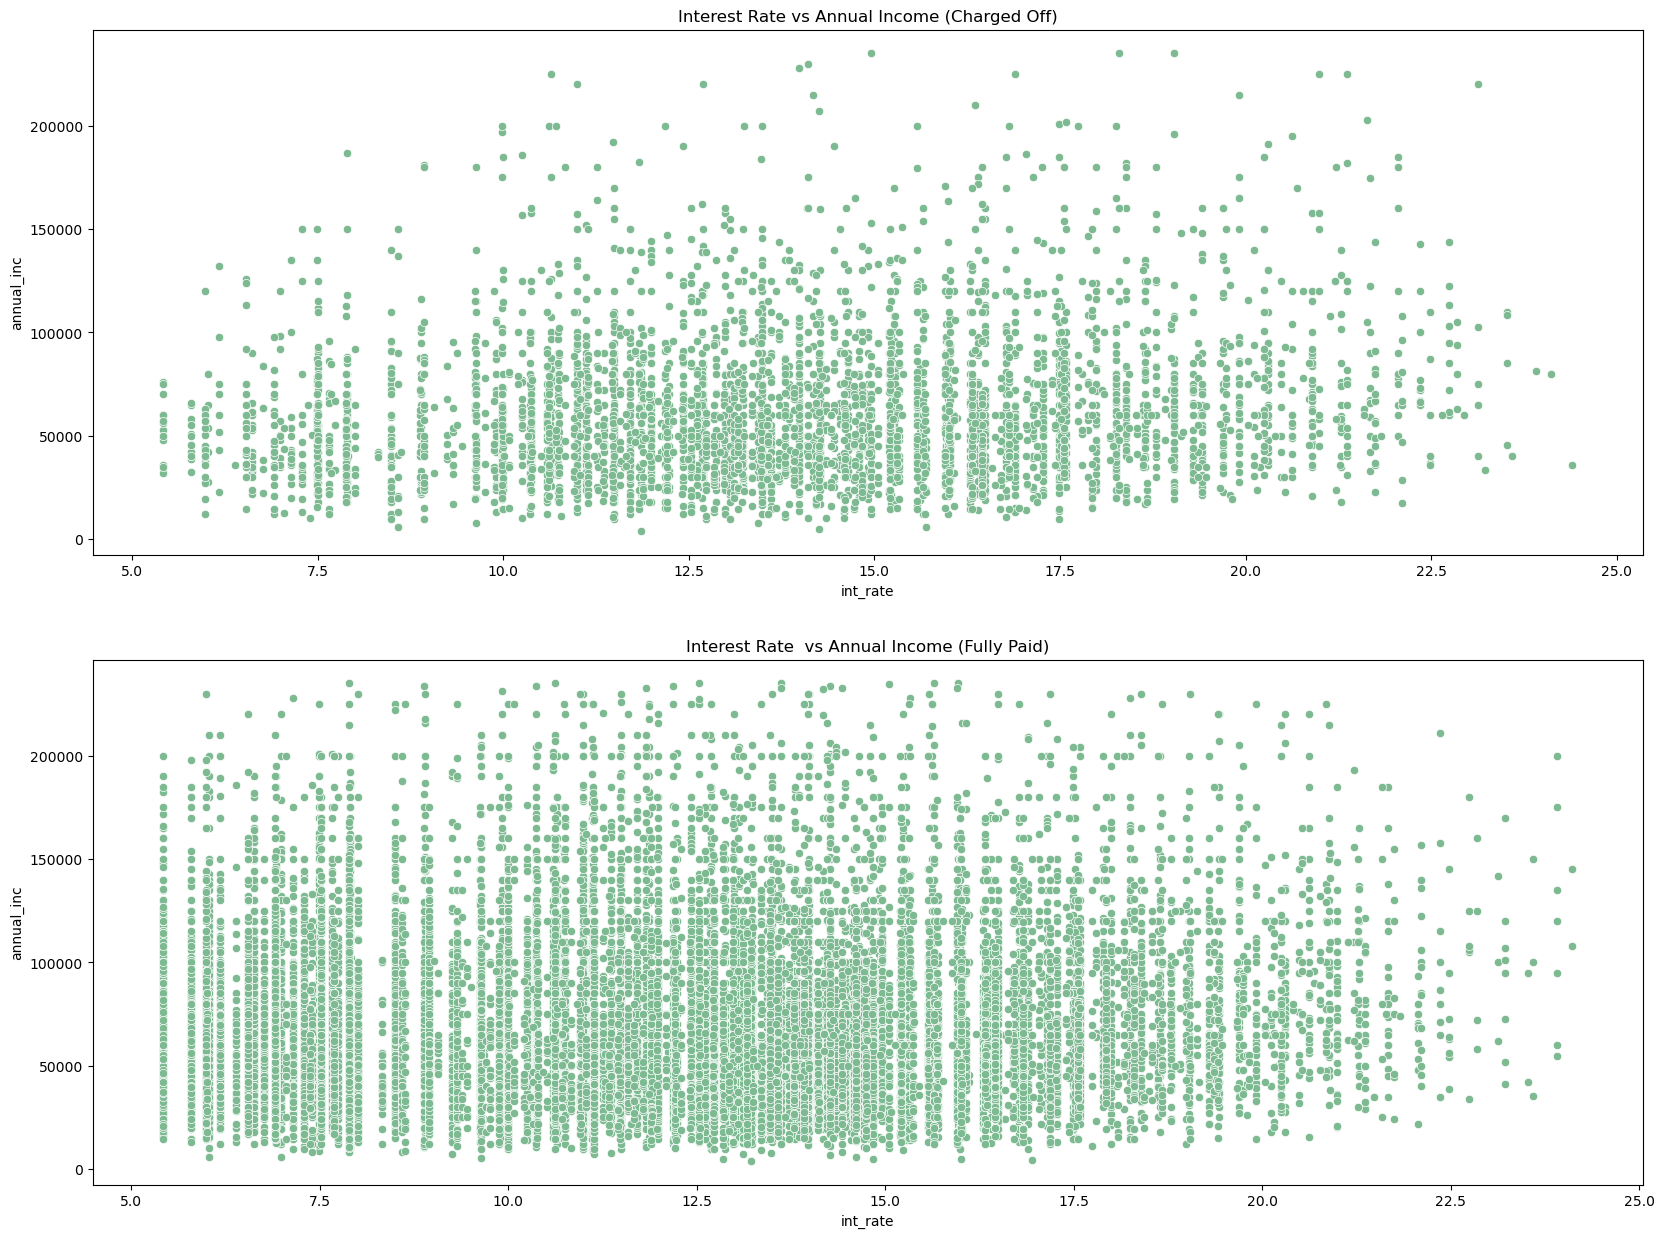 Interest Rate vs Annual Income (Charged Off)
annual_inc
200000
150000
100000
50000
0
5.0 7.5 10.0 12.5 15.0 17.5 20.0 22.5 25.0
int_rate
Interest Rate  vs Annual Income (Fully Paid)
annual_inc
200000
150000
100000
50000
0
5.0 7.5 10.0 12.5 15.0 17.5 20.0 22.5 25.0
int_rate